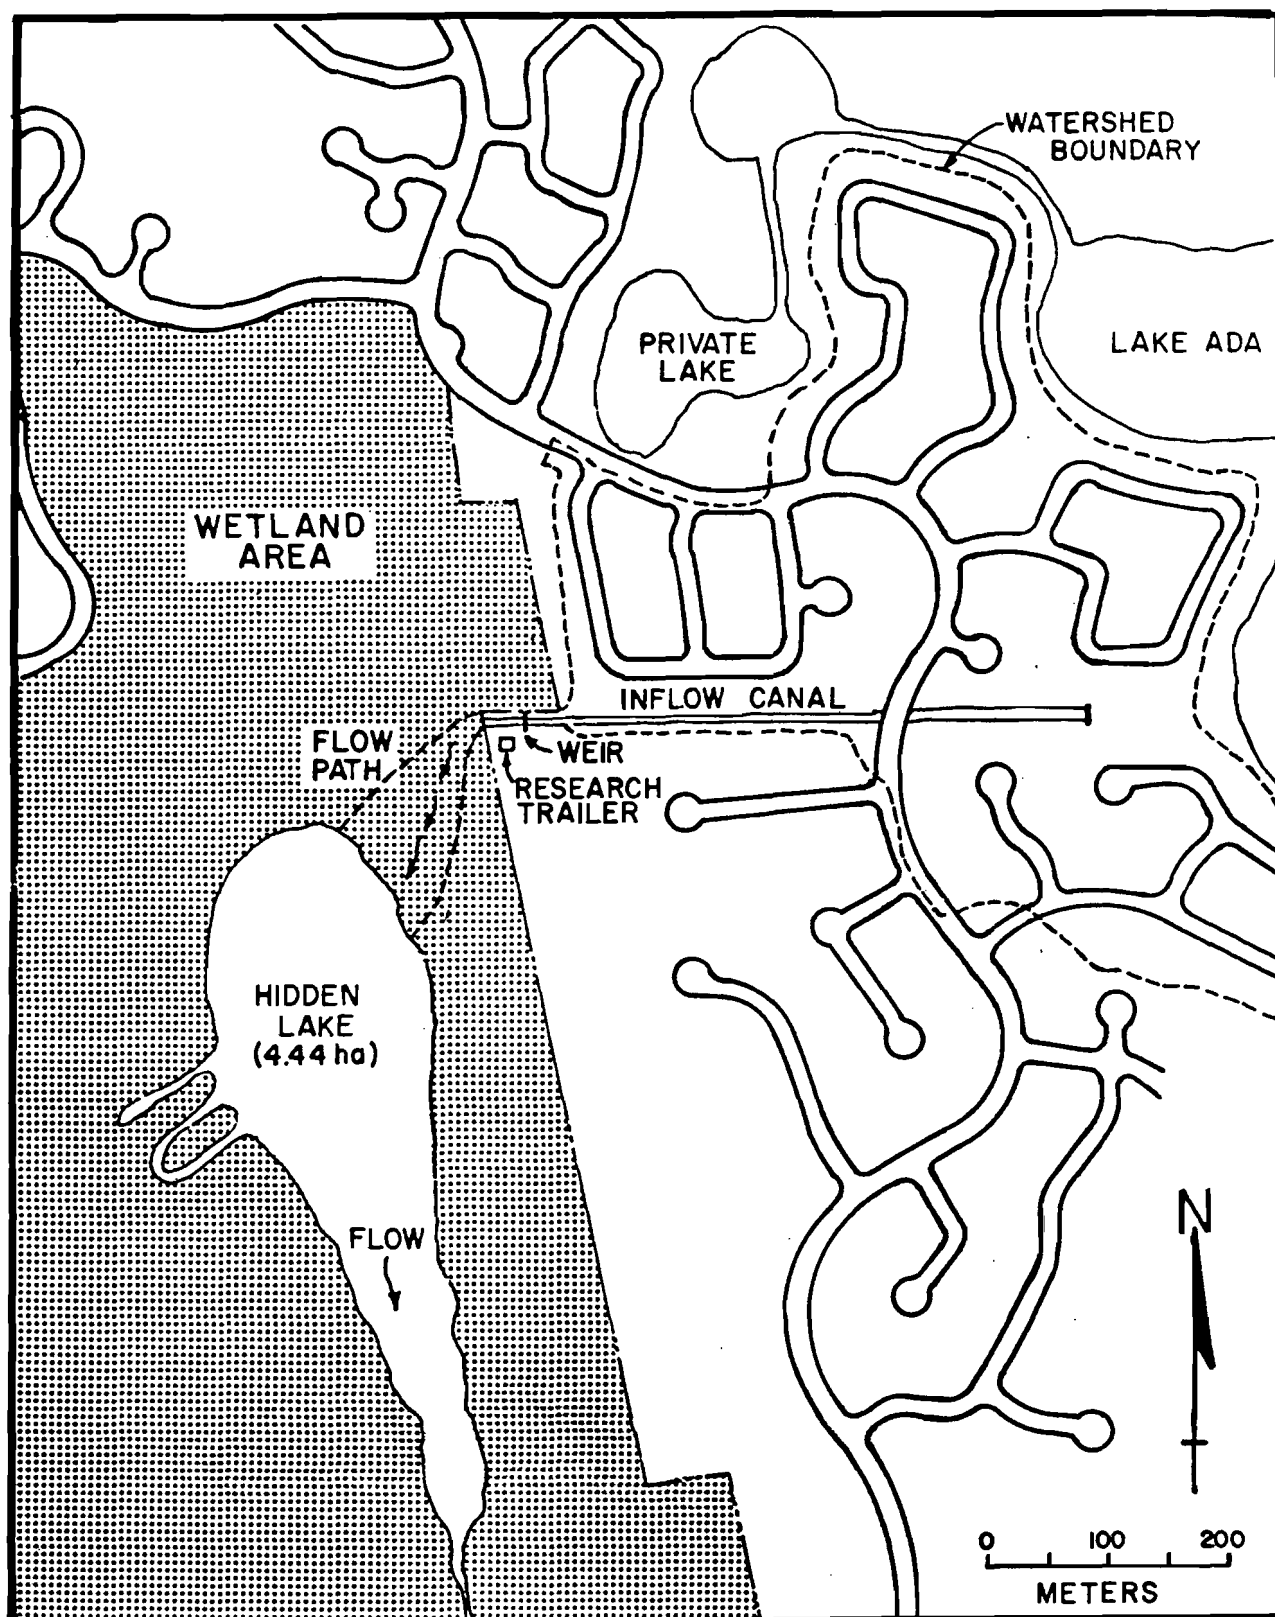 WATERSHED
BOUNDARY
PRIVATE
LAKE
LAKE ADA
WETLAND
AREA
INFLOW CANAL
FLOW
PATH
WEIR
RESEARCH
TRAILER
HIDDEN
LAKE
(4.44 ha)
FLOW
N
0 100 200
METERS